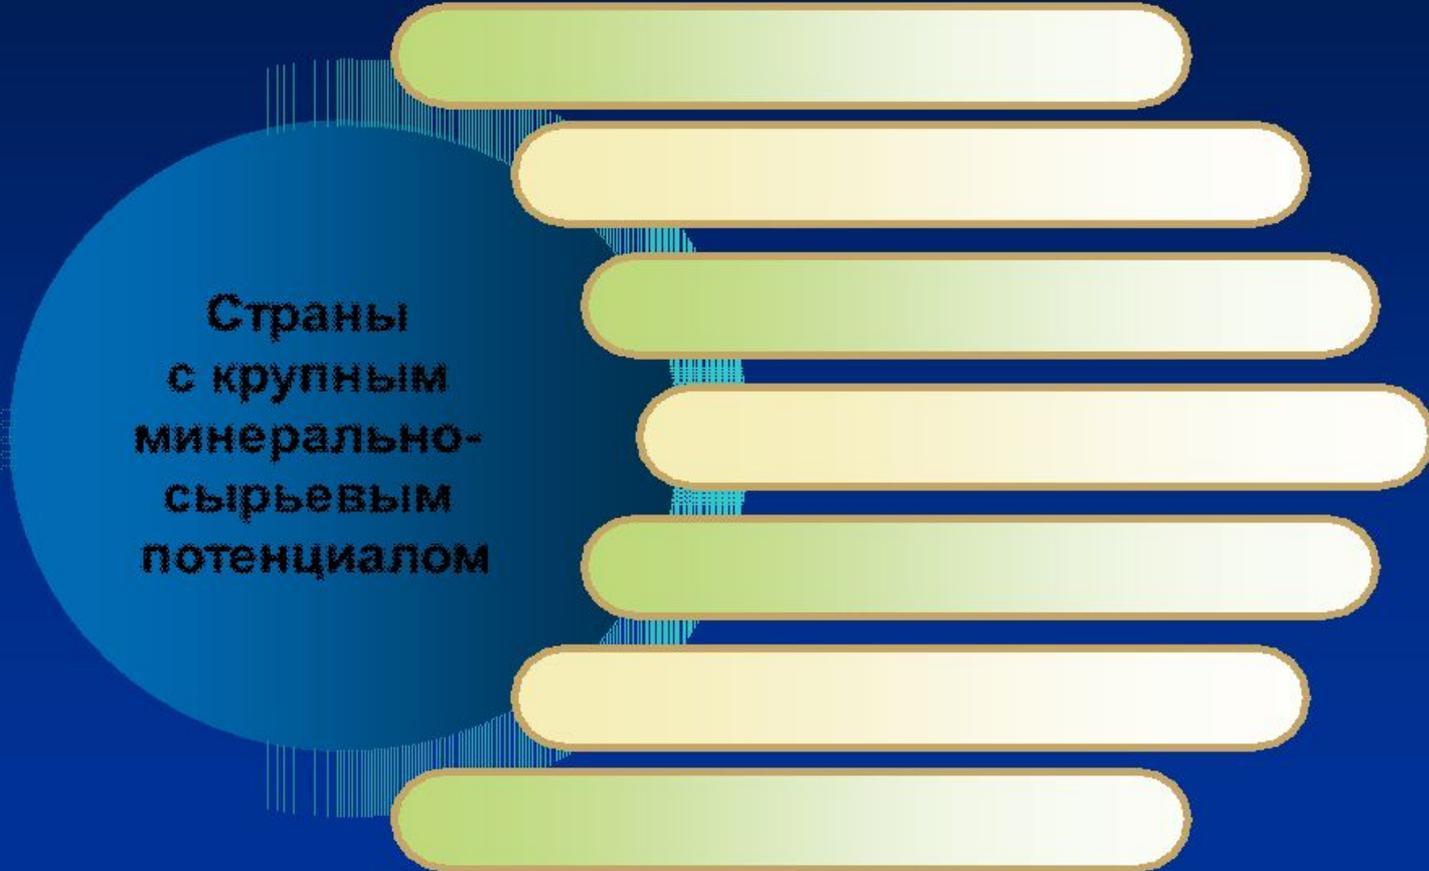 Страны
с крупным
минерально-
сырьевым
потенциалом